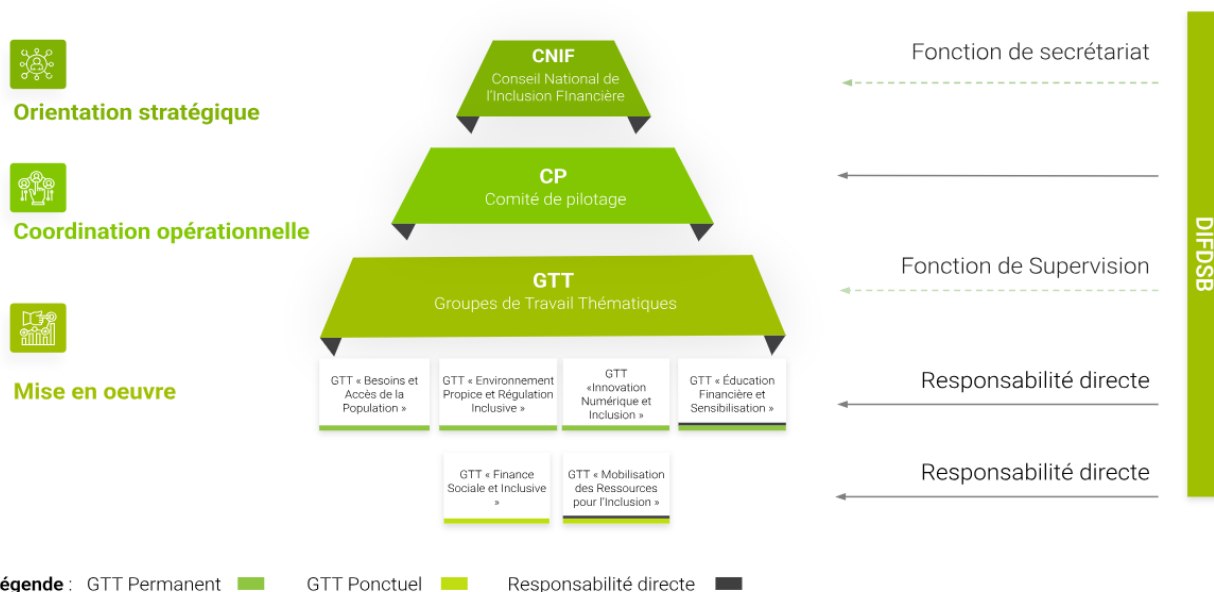 CNIF
Conseil National de
l'Inclusion FInancière
Fonction de secrétariat
Orientation stratégique
CP
Comité de pilotage
Coordination opérationnelle
GTT
Groupes de Travail Thématiques
Fonction de Supervision
DIFDSB
Mise en oeuvre
GTT « Besoins et
Accès de la
Population »
GTT « Environnement
Propice et Régulation
Inclusive »
GTT
«Innovation
Numérique et
Inclusion »
GTT « Éducation
Financière et
Sensibilisation »
Responsabilité directe
GTT « Finance
Sociale et Inclusive
»
GTT « Mobilisation
des Ressources
pour l'Inclusion »
Responsabilité directe
égende : GTT Permanent GTT Ponctuel Responsabilité directe